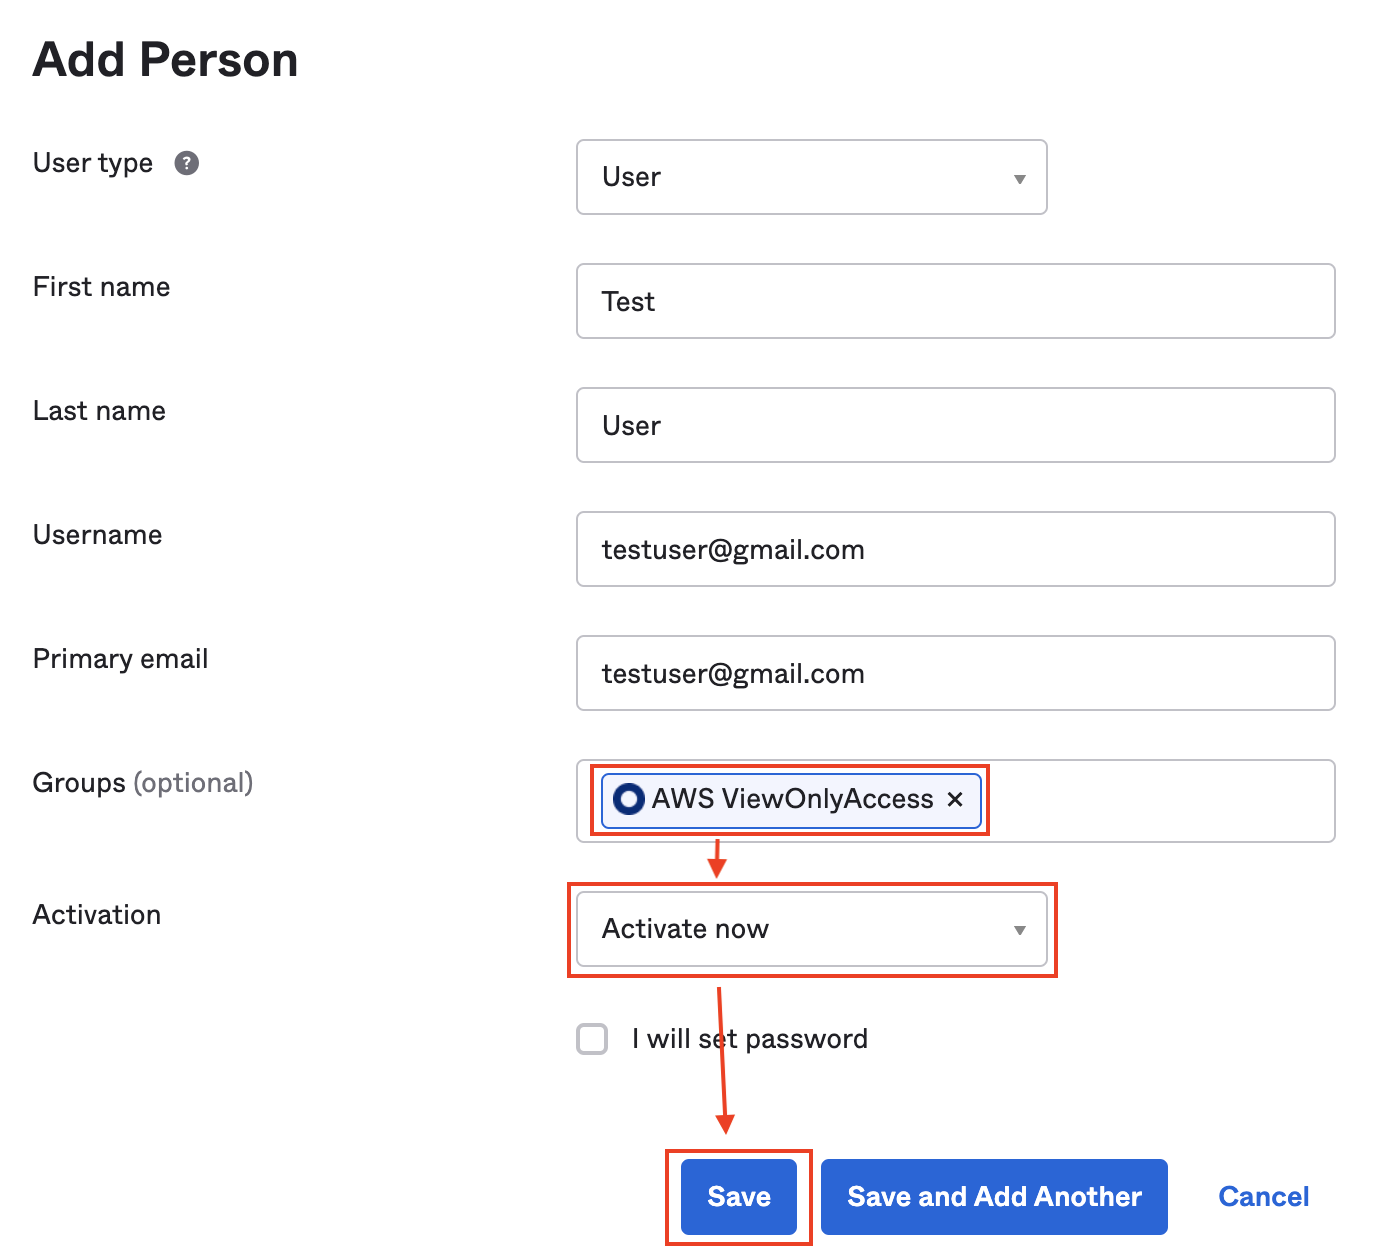 Add Person
User type ?
User
First name
Test
Last name
User
Username
testuser@gmail.com
Primary email
testuser@gmail.com
Groups (optional)
AWS ViewOnlyAccess ×
Activation
Activate now
I will set password
Save
Save and Add Another
Cancel